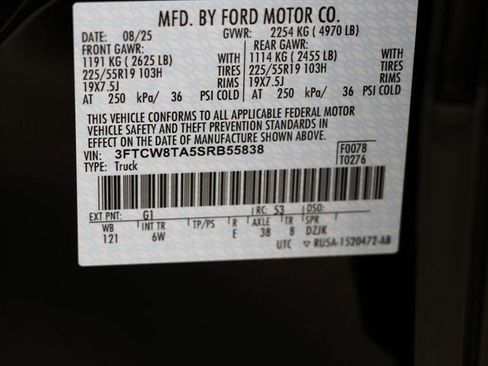 MFD. BY FORD MOTOR CO.
DATE: 08/25 GVWR: 2254 KG ( 4970 LB)
FRONT GAWR: REAR GAWR:
1191 KG ( 2625 LB) 1114 KG ( 2455 LB)
225/55R19 103H TIRES 225/55R19 103H TIRES
19X7.5J RIMS 19X7.5J RIMS
AT 250 kPa/ 36 PSI COLD AT 250 kPa/ 36 PSI COLD
THIS VEHICLE CONFORMS TO ALL APPLICABLE FEDERAL MOTOR
VEHICLE SAFETY AND THEFT PREVENTION STANDARDS IN
EFFECT ON THE DATE OF MANUFACTURE SHOWN ABOVE.
VIN: 3FTCW8TA5SRB55838 F0078
TYPE: Truck T0276
EXT PNT: G1 RC: 53 DSO:
WB INT TR TP/PS R AXLE TR SPR
121 6W E 38 8 DZJK
UTC RU5A-1520472-AB